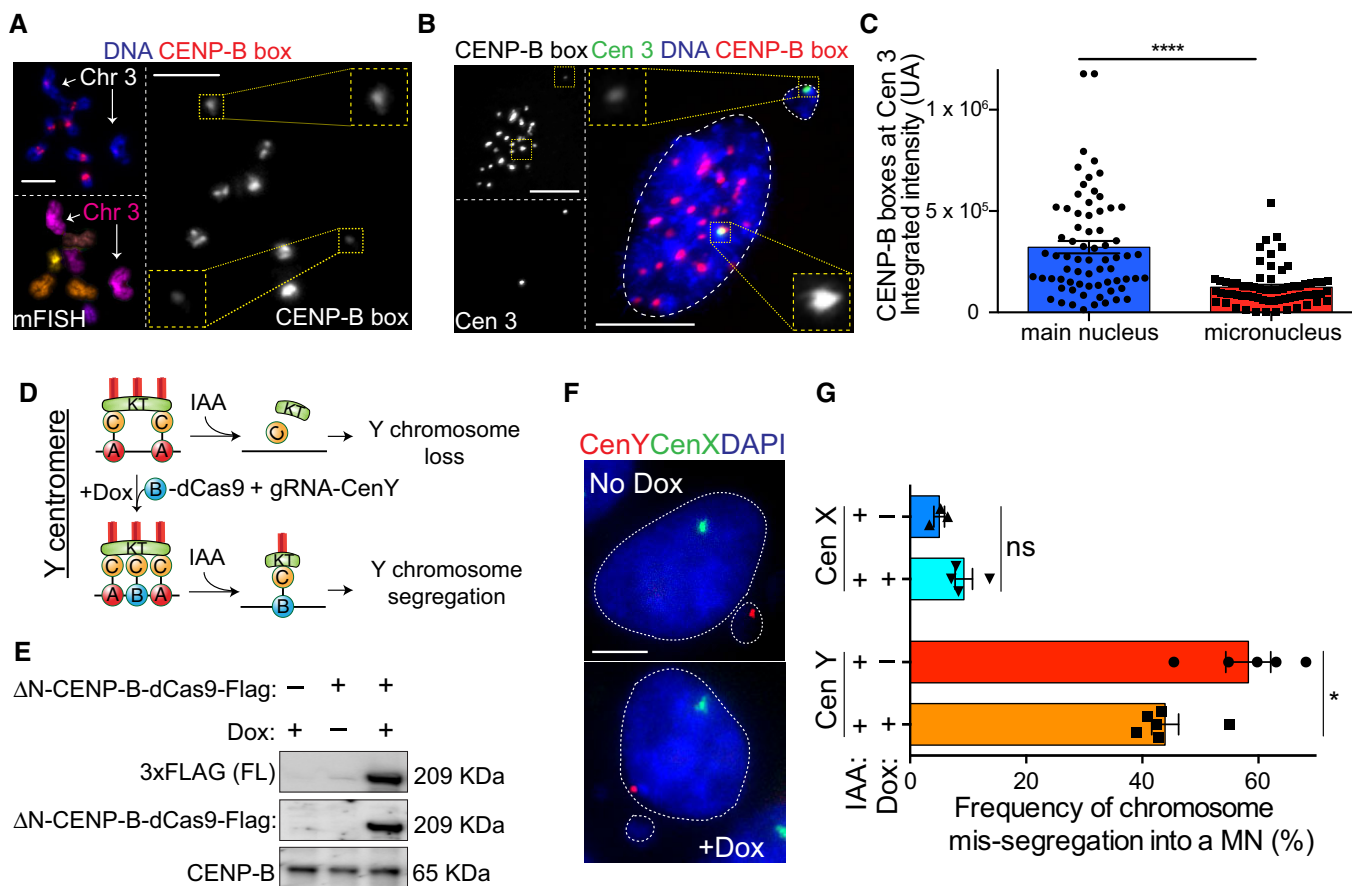 A
DNA CENP-B box
Chr 3
Chr 3
mFISH
CENP-B box
B
CENP-B box Cen 3 DNA CENP-B box
Cen 3
C
CENP-B boxes at Cen 3
Integrated intensity (UA)
****
1 x 10⁶
5 x 10⁵
0
main nucleus
micronucleus
D
Y centromere
KT
C C
A A
IAA
KT
C
Y chromosome
loss
+Dox
B -dCas9 + gRNA-CenY
KT
C C C
A B A
IAA
KT
C
B
Y chromosome
segregation
E
ΔN-CENP-B-dCas9-Flag: – + +
Dox: + – +
3xFLAG (FL) 209 KDa
ΔN-CENP-B-dCas9-Flag: 209 KDa
CENP-B 65 KDa
F
CenYCenXDAPI
No Dox
+Dox
G
Cen X
+ –
+ +
ns
Cen Y
+ –
+ +
*
IAA:
Dox:
0 20 40 60
Frequency of chromosome
mis-segregation into a MN (%)